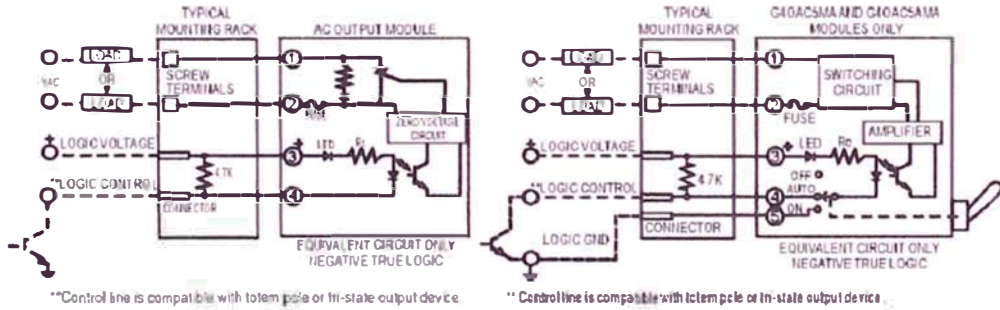 TYPICAL
MOUNTING RACK
AC OUTPUT MODULE
LOAD
OR
LOAD
VAC
SCREW
TERMINALS
1
2
FUSE
ZERO VOLTAGE
CIRCUIT
+
LOGIC VOLTAGE
4.7K
+
3
LED
**LOGIC CONTROL
CONNECTOR
4
EQUIVALENT CIRCUIT ONLY
NEGATIVE TRUE LOGIC
**Control line is compatible with totem pole or tri-state output device
TYPICAL
MOUNTING RACK
G4OAC5MA AND G4OAC5AMA
MODULES ONLY
LOAD
OR
LOAD
VAC
SCREW
TERMINALS
1
SWITCHING
CIRCUIT
2
FUSE
AMPLIFIER
+
LOGIC VOLTAGE
4.7K
3
+
LED
OFF
**LOGIC CONTROL
4
AUTO
5
ON
LOGIC GND
CONNECTOR
EQUIVALENT CIRCUIT ONLY
NEGATIVE TRUE LOGIC
** Control line is compatible with totem pole or tri-state output device.